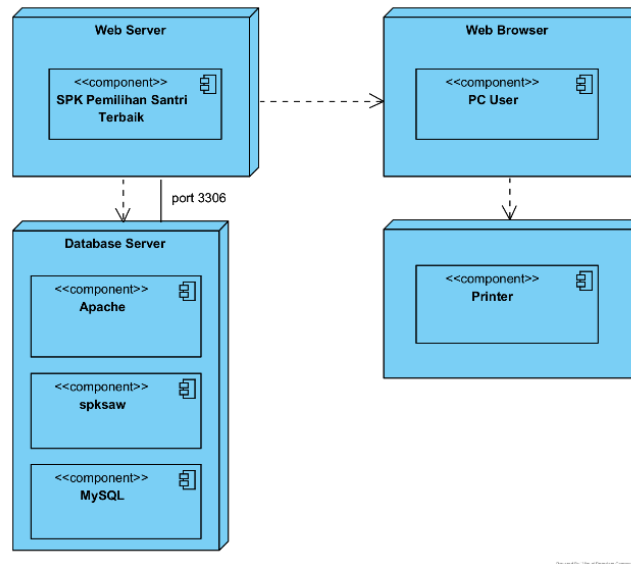 Web Server
<<component>>
SPK Pemilihan Santri
Terbaik
Web Browser
<<component>>
PC User
port 3306
Database Server
<<component>>
Apache
<<component>>
spksaw
<<component>>
MySQL
<<component>>
Printer